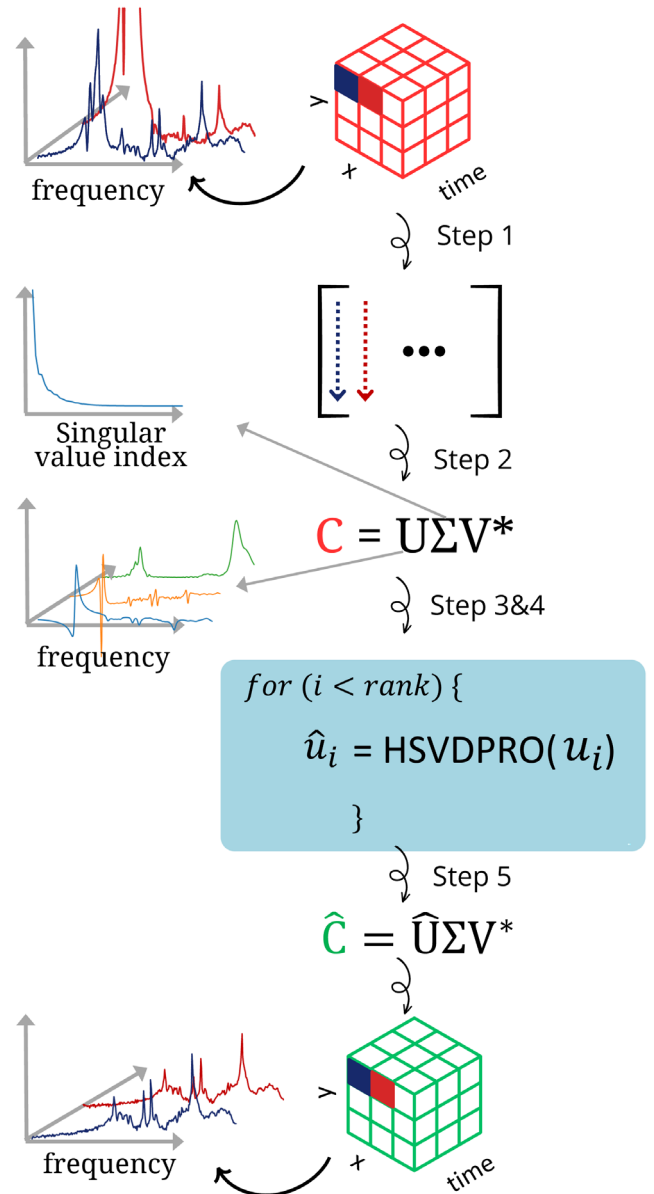 frequency
y
x
time
Step 1
•••
Singular
value index
Step 2
C = UΣV*
Step 3&4
frequency
for (i < rank) {
û_i = HSVDPRO(u_i)
}
Step 5
Ĉ = ÛΣV*
y
x
time
frequency